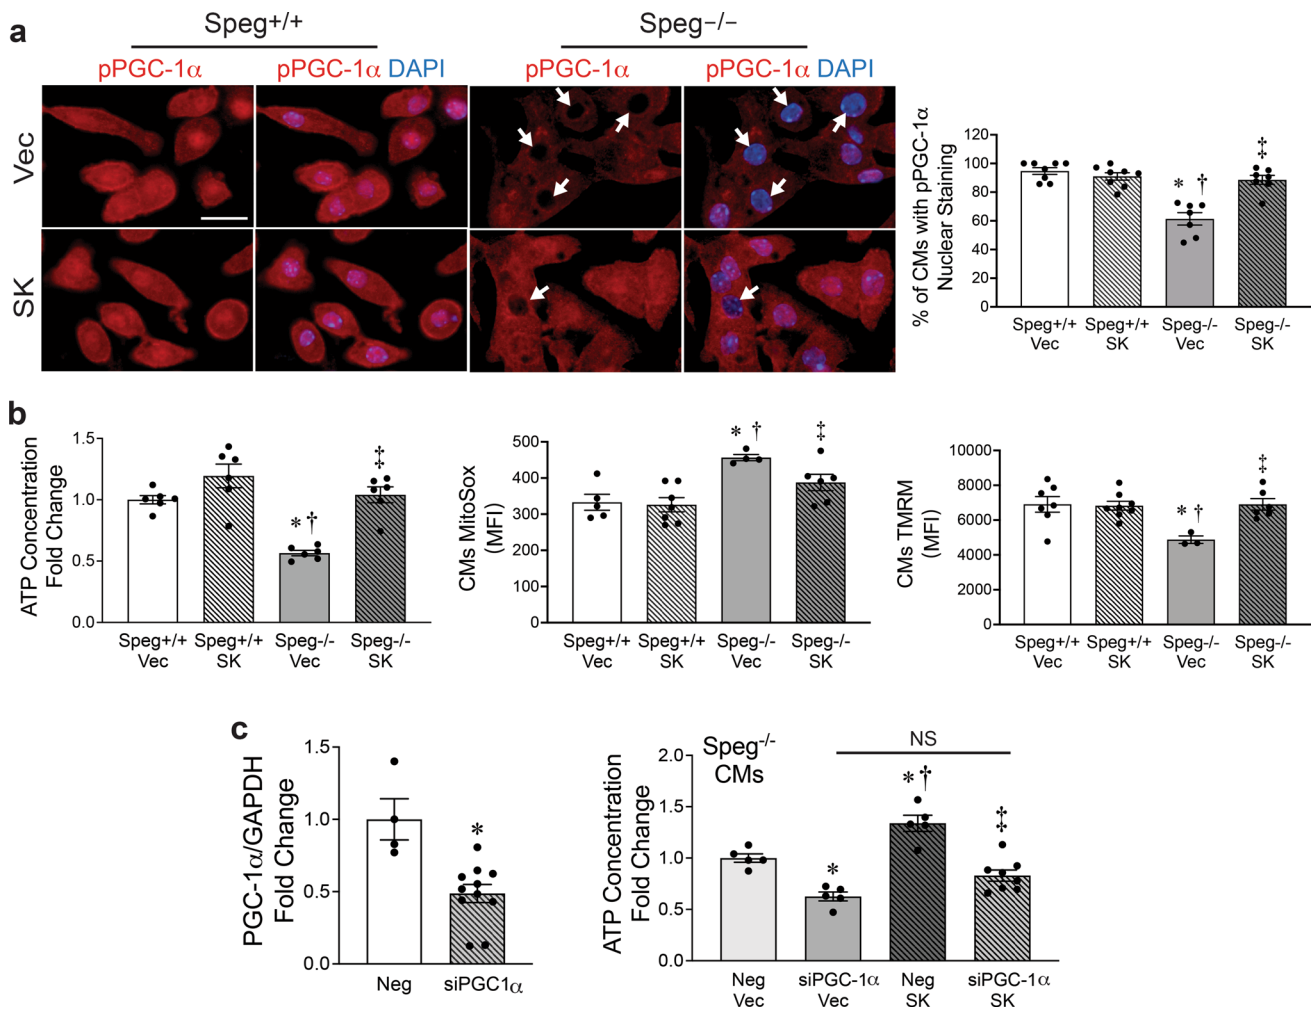 a
Speg+/+
Speg−/−
pPGC-1α
pPGC-1α DAPI
pPGC-1α
pPGC-1α DAPI
Vec
SK
% of CMs with pPGC-1α
Nuclear Staining
120
100
80
60
40
20
0
* †
‡
Speg+/+
Vec
Speg+/+
SK
Speg-/-
Vec
Speg-/-
SK
b
ATP Concentration
Fold Change
1.5
1.0
0.5
0.0
* †
‡
Speg+/+
Vec
Speg+/+
SK
Speg-/-
Vec
Speg-/-
SK
CMs MitoSox
(MFI)
500
400
300
200
100
0
* †
‡
Speg+/+
Vec
Speg+/+
SK
Speg-/-
Vec
Speg-/-
SK
CMs TMRM
(MFI)
10000
8000
6000
4000
2000
0
* †
‡
Speg+/+
Vec
Speg+/+
SK
Speg-/-
Vec
Speg-/-
SK
c
PGC-1α/GAPDH
Fold Change
1.5
1.0
0.5
0.0
*
Neg
siPGC1α
ATP Concentration
Fold Change
Speg-/-
CMs
NS
2.0
1.5
1.0
0.5
0.0
*
* †
‡
Neg
Vec
siPGC-1α
Vec
Neg
SK
siPGC-1α
SK